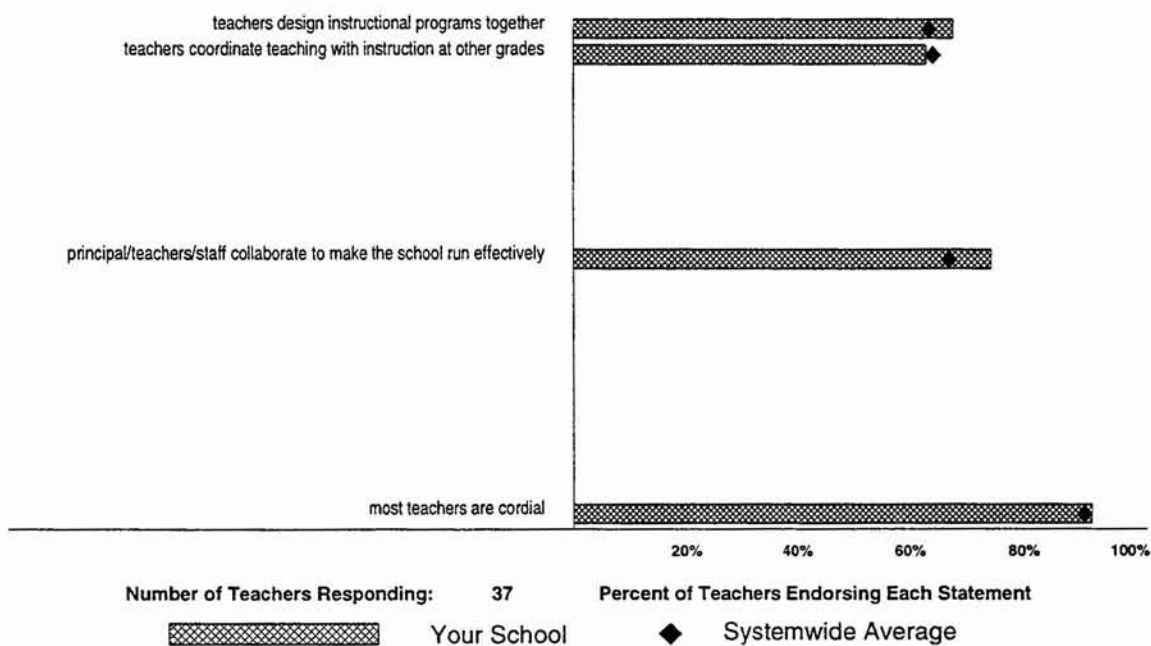 teachers design instructional programs together
teachers coordinate teaching with instruction at other grades
principal/teachers/staff collaborate to make the school run effectively
most teachers are cordial
20% 40% 60% 80% 100%
Number of Teachers Responding: 37 Percent of Teachers Endorsing Each Statement
Your School Systemwide Average